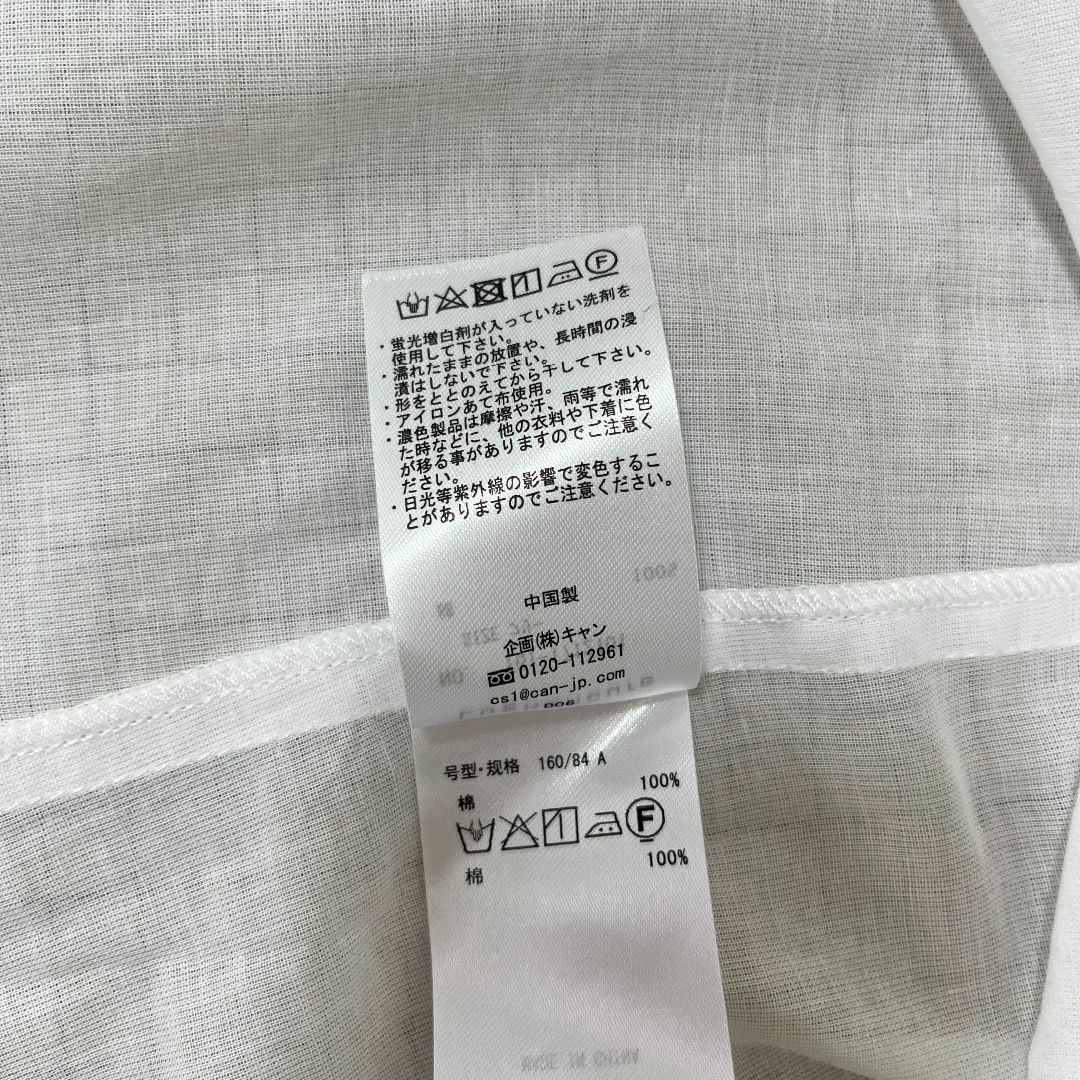 ・蛍光増白剤が入っていない洗剤を
使用して下さい。
・濡れたままの放置や、長時間の浸
漬はしないで下さい。
・形をととのえてから干して下さい。
・アイロンあて布使用。
・濃色製品は摩擦や汗、雨等で濡れ
た時などに、他の衣料や下着に色
が移る事がありますのでご注意く
ださい。
・日光等紫外線の影響で変色するこ
とがありますのでご注意ください。
中国製
企画(株)キャン
0120-112961
cs1@can-jp.com
号型・规格 160/84 A
棉 100%
F
棉 100%
MADE IN CHINA